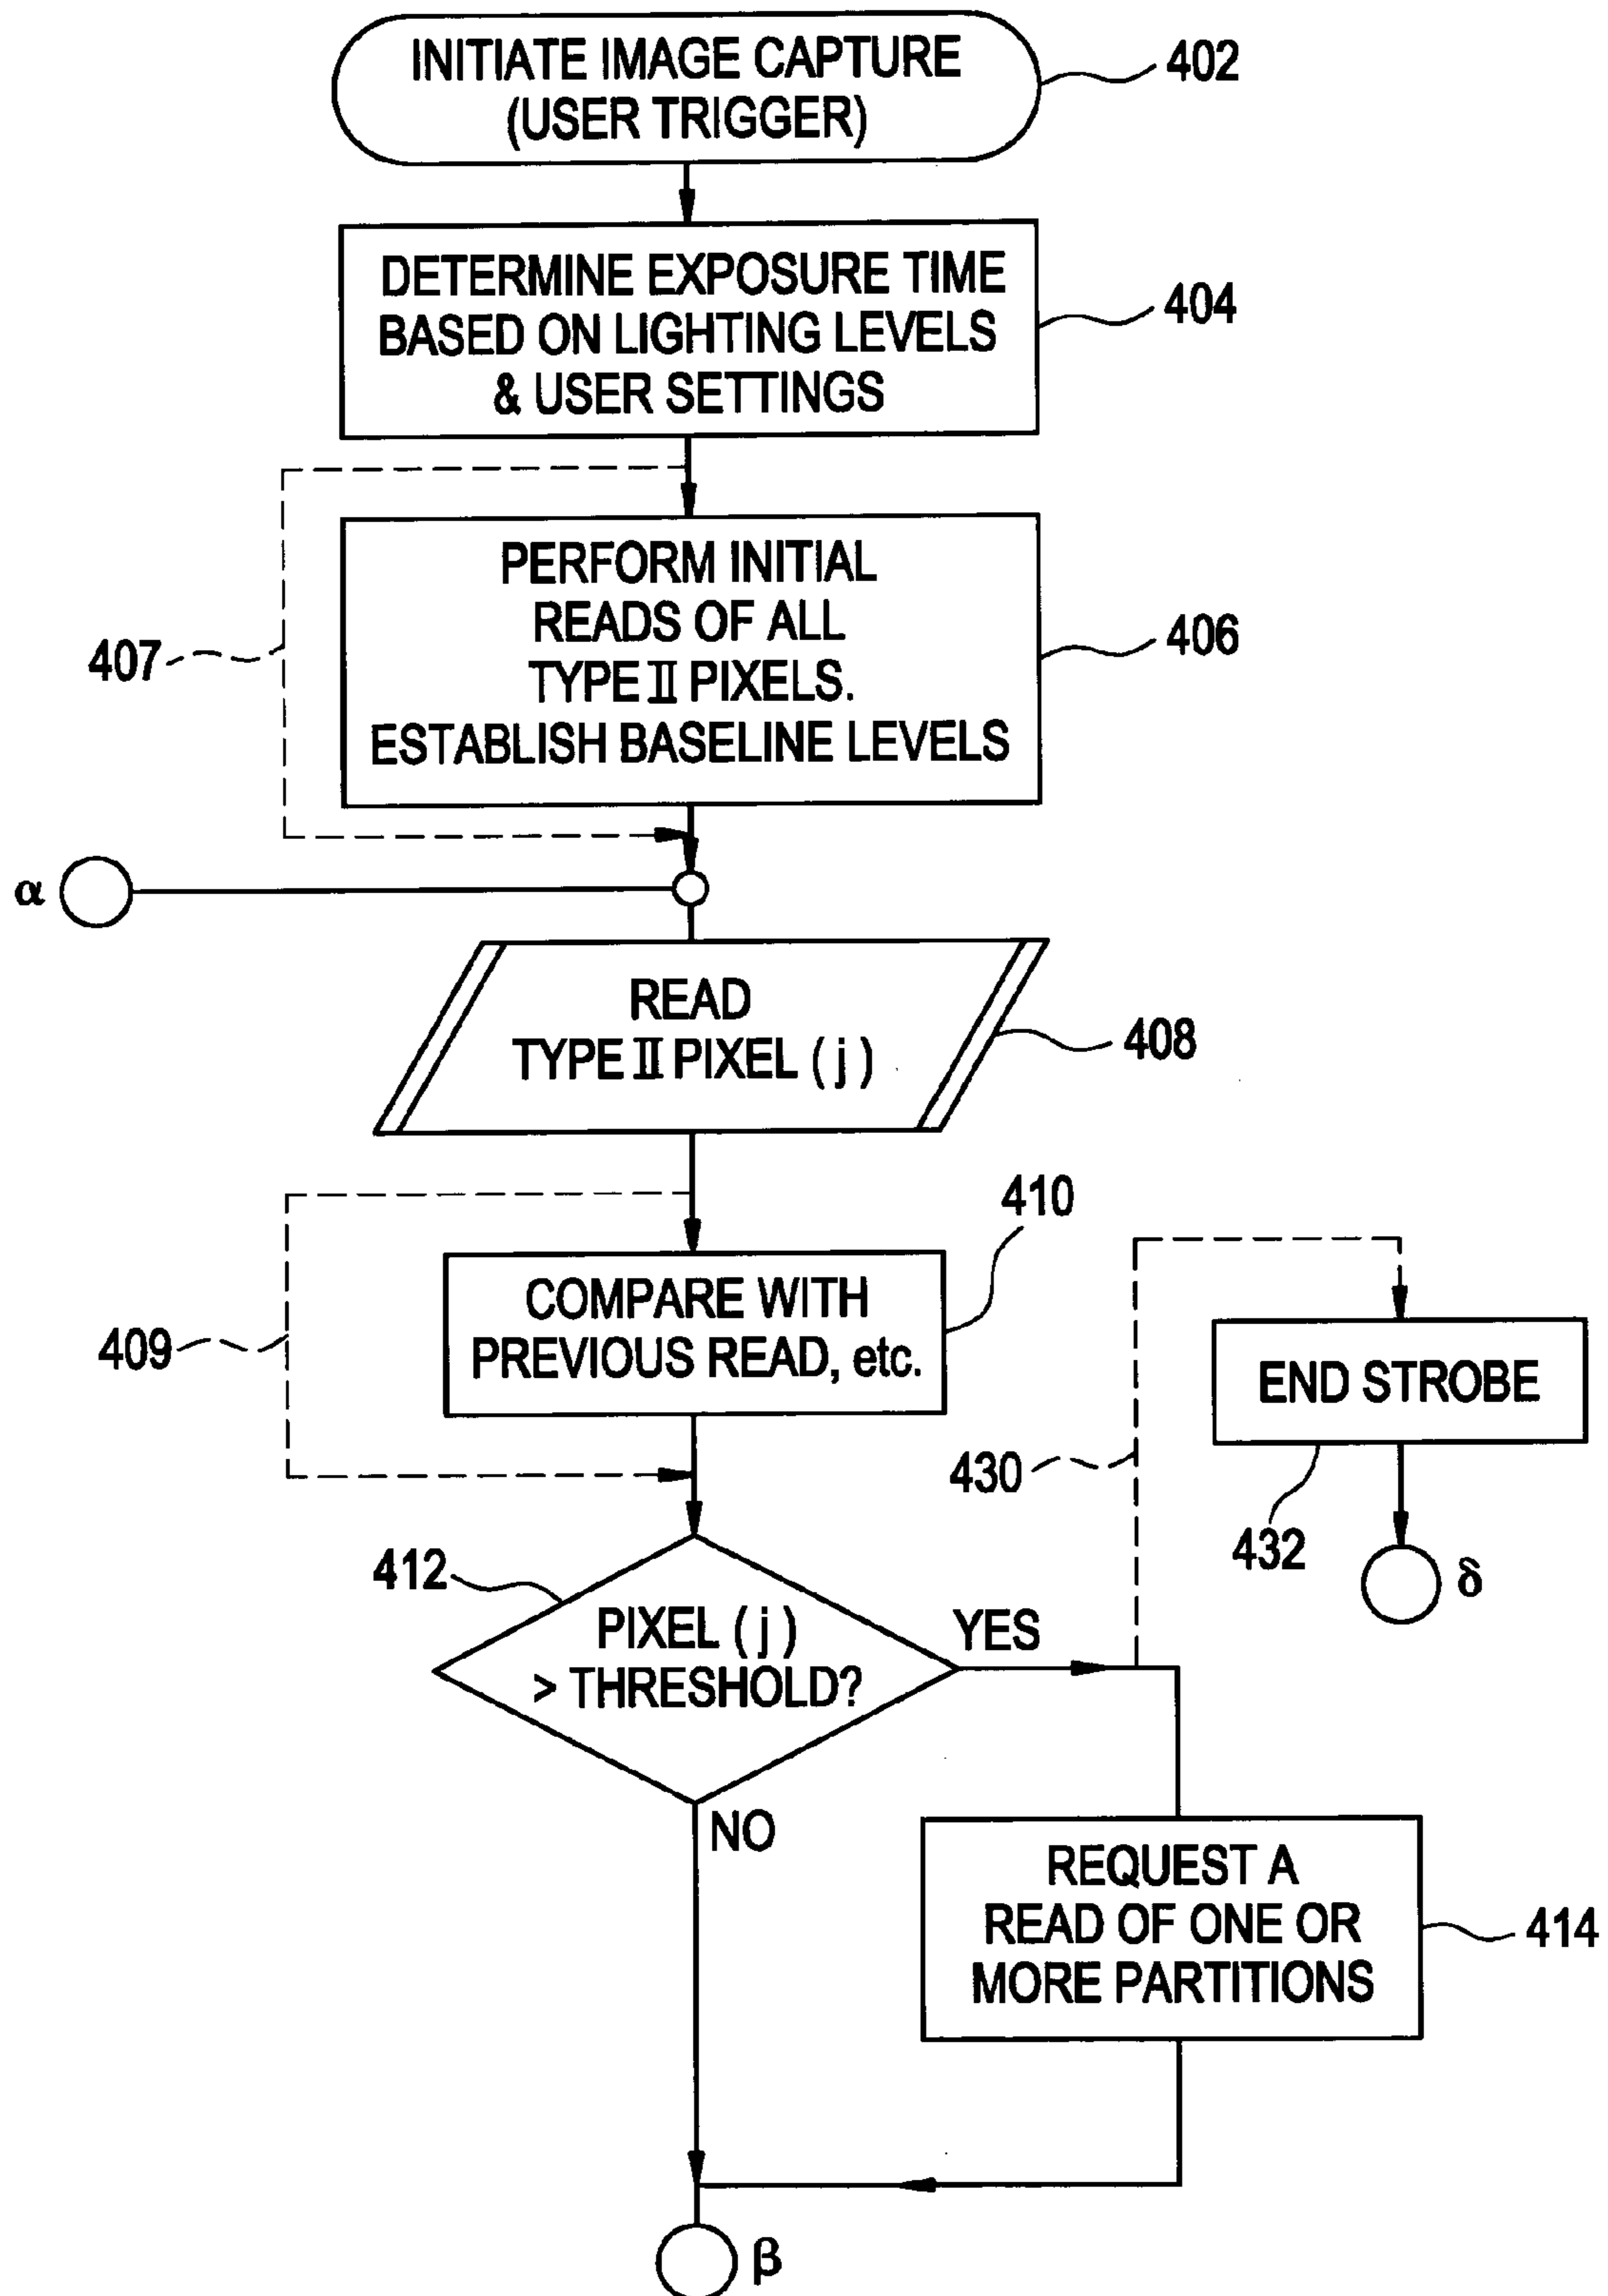 INITIATE IMAGE CAPTURE
(USER TRIGGER)
402
DETERMINE EXPOSURE TIME
BASED ON LIGHTING LEVELS
& USER SETTINGS
404
PERFORM INITIAL
READS OF ALL
TYPE II PIXELS.
ESTABLISH BASELINE LEVELS
406
407
α
READ
TYPE II PIXEL ( j )
408
410
COMPARE WITH
PREVIOUS READ, etc.
409
END STROBE
430
432
δ
412
PIXEL ( j )
> THRESHOLD?
YES
NO
REQUEST A
READ OF ONE OR
MORE PARTITIONS
414
β